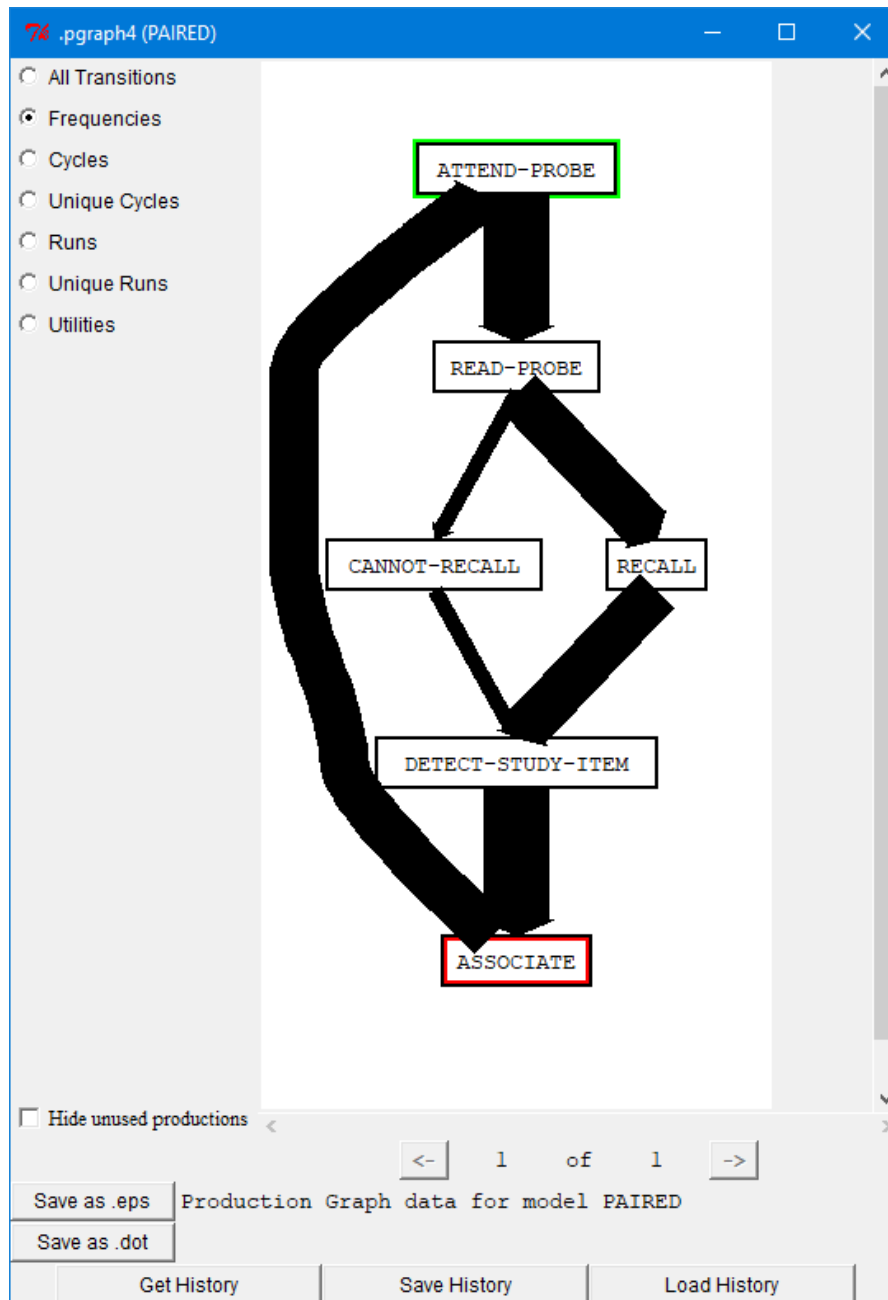 .pgraph4 (PAIRED)
All Transitions
Frequencies
Cycles
Unique Cycles
Runs
Unique Runs
Utilities
ATTEND-PROBE
READ-PROBE
CANNOT-RECALL
RECALL
DETECT-STUDY-ITEM
ASSOCIATE
Hide unused productions
<- 1 of 1 ->
Save as .eps Production Graph data for model PAIRED
Save as .dot
Get History Save History Load History